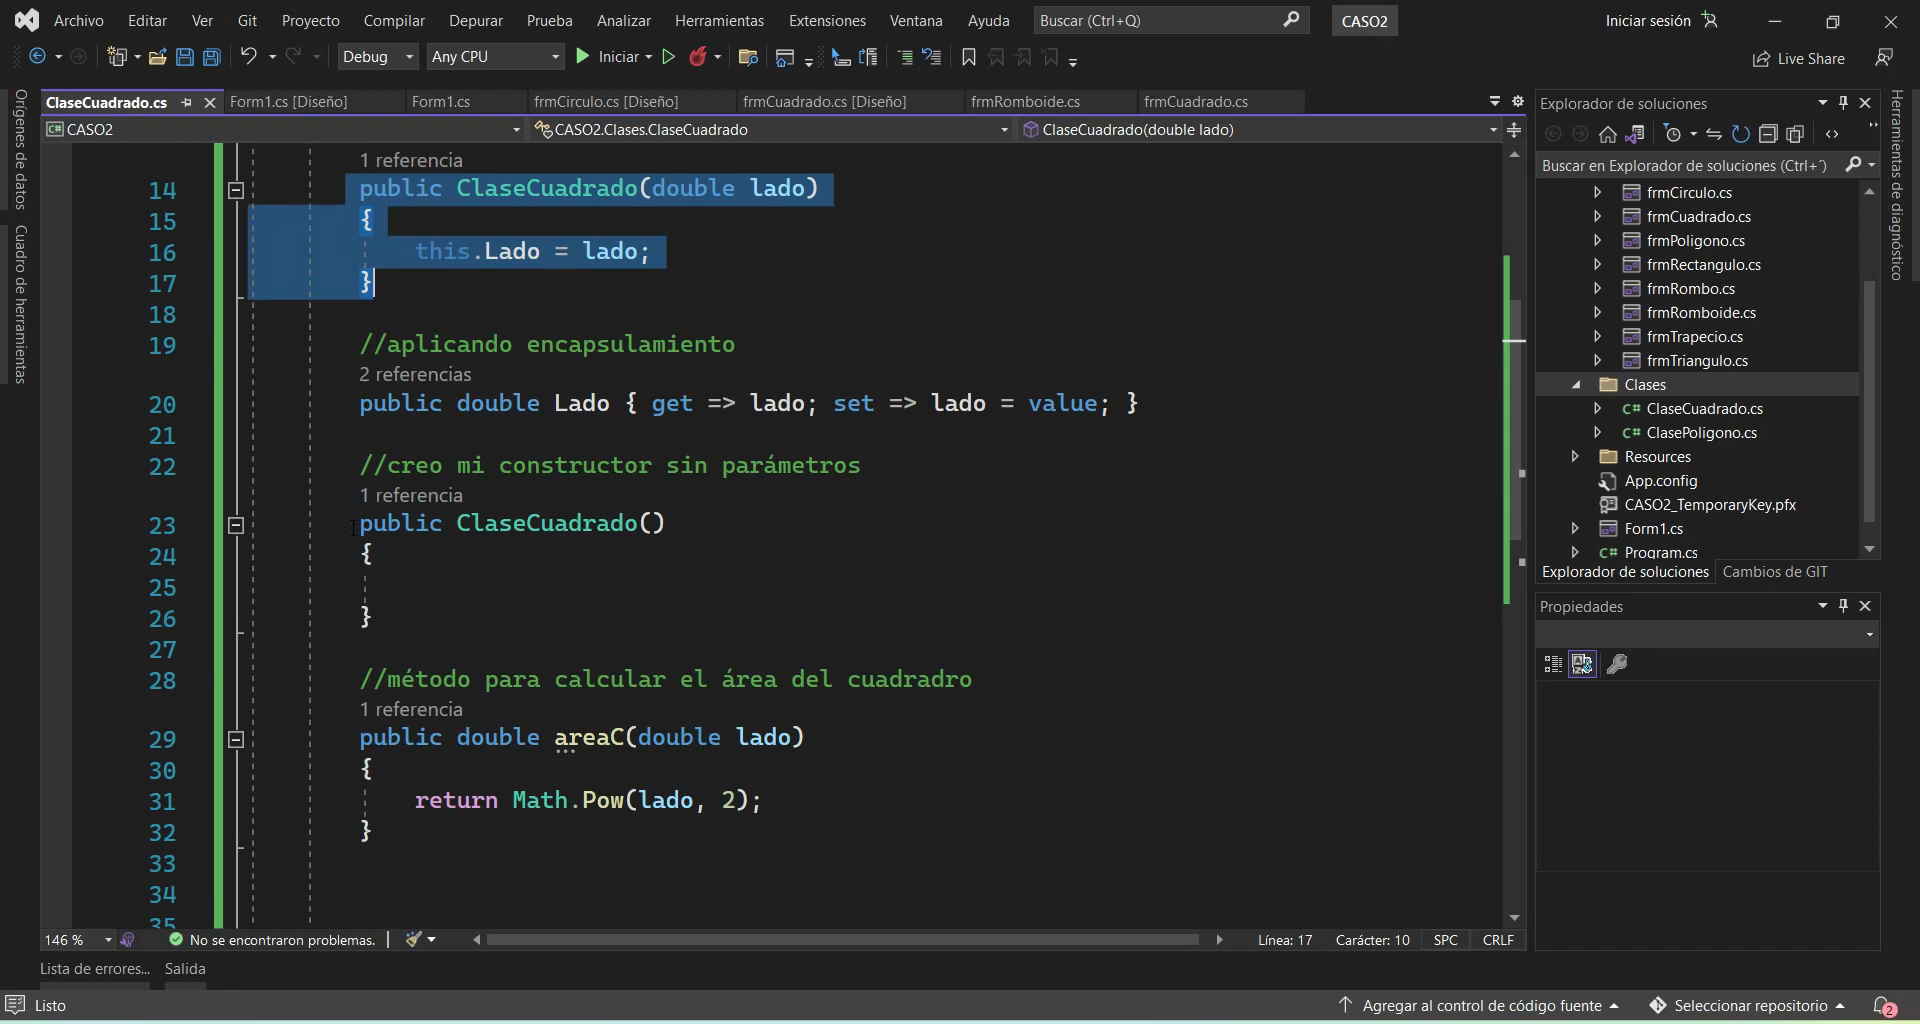 Archivo Editar Ver Git Proyecto Compilar Depurar Prueba Analizar Herramientas Extensiones Ventana Ayuda Buscar (Ctrl+Q) CASO2 Iniciar sesión
Debug Any CPU Iniciar Live Share
ClaseCuadrado.cs Form1.cs [Diseño] Form1.cs frmCirculo.cs [Diseño] frmCuadrado.cs [Diseño] frmRomboide.cs frmCuadrado.cs
CASO2 CASO2.Clases.ClaseCuadrado ClaseCuadrado(double lado)
Orígenes de datos
Cuadro de herramientas
1 referencia
14 public ClaseCuadrado(double lado)
15 {
16 this.Lado = lado;
17 }
18
19 //aplicando encapsulamiento
2 referencias
20 public double Lado { get => lado; set => lado = value; }
21
22 //creo mi constructor sin parámetros
1 referencia
23 public ClaseCuadrado()
24 {
25
26 }
27
28 //método para calcular el área del cuadradro
1 referencia
29 public double areaC(double lado)
30 {
31 return Math.Pow(lado, 2);
32 }
33
34
35
146 % No se encontraron problemas. Línea: 17 Carácter: 10 SPC CRLF
Lista de errores... Salida
Listo Agregar al control de código fuente Seleccionar repositorio 2
Explorador de soluciones
Buscar en Explorador de soluciones (Ctrl+´)
frmCirculo.cs
frmCuadrado.cs
frmPoligono.cs
frmRectangulo.cs
frmRombo.cs
frmRomboide.cs
frmTrapecio.cs
frmTriangulo.cs
Clases
C# ClaseCuadrado.cs
C# ClasePoligono.cs
Resources
App.config
CASO2_TemporaryKey.pfx
Form1.cs
C# Program.cs
Explorador de soluciones Cambios de GIT
Propiedades
Herramientas de diagnóstico